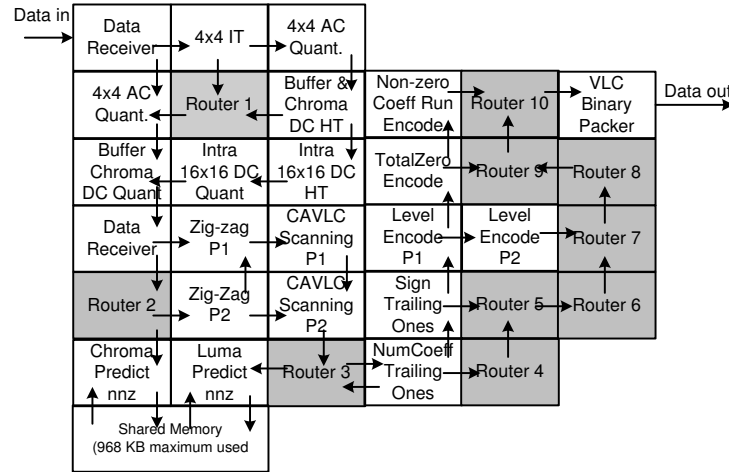 Data in
Data
Receiver
4x4 IT
4x4 AC
Quant.
4x4 AC
Quant.
Router 1
Buffer &
Chroma
DC HT
Non-zero
Coeff Run
Encode
Router 10
VLC
Binary
Packer
Data out
Buffer
Chroma
DC Quant
Intra
16x16 DC
Quant
Intra
16x16 DC
HT
TotalZero
Encode
Router 9
Router 8
Data
Receiver
Zig-zag
P1
CAVLC
Scanning
P1
Level
Encode
P1
Level
Encode
P2
Router 7
Router 2
Zig-Zag
P2
CAVLC
Scanning
P2
Sign
Trailing
Ones
Router 5
Router 6
Chroma
Predict
nnz
Luma
Predict
nnz
Router 3
NumCoeff
Trailing
Ones
Router 4
Shared Memory
(968 KB maximum used